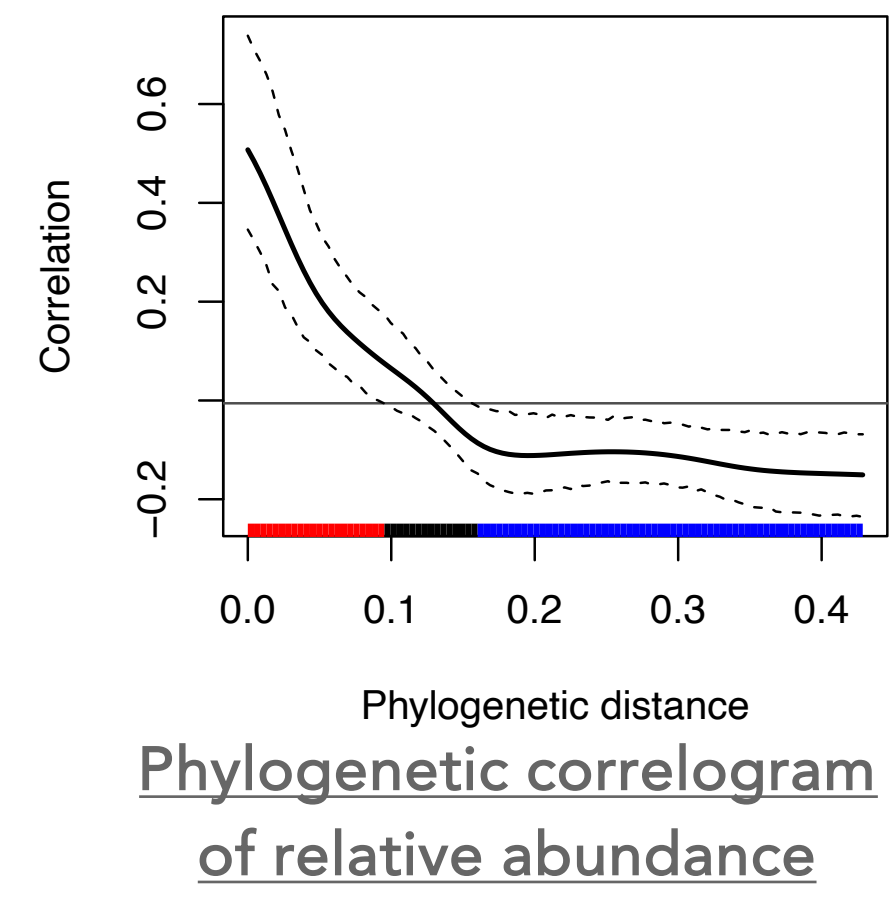 0.6
0.4
0.2
−0.2
Correlation
0.0 0.1 0.2 0.3 0.4
Phylogenetic distance
Phylogenetic correlogram
of relative abundance